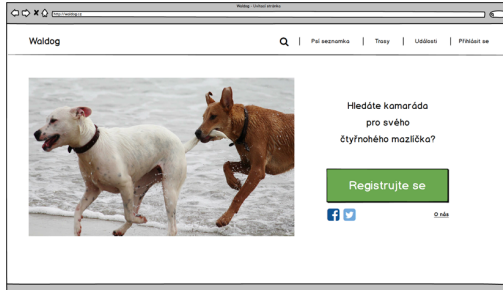 Waldog - Úvítací stránka
http://waldog.cz
Waldog
Psí seznamka
Trasy
Události
Přihlásit se
Hledáte kamaráda
pro svého
čtyřnohého mazlíčka?
Registrujte se
O nás